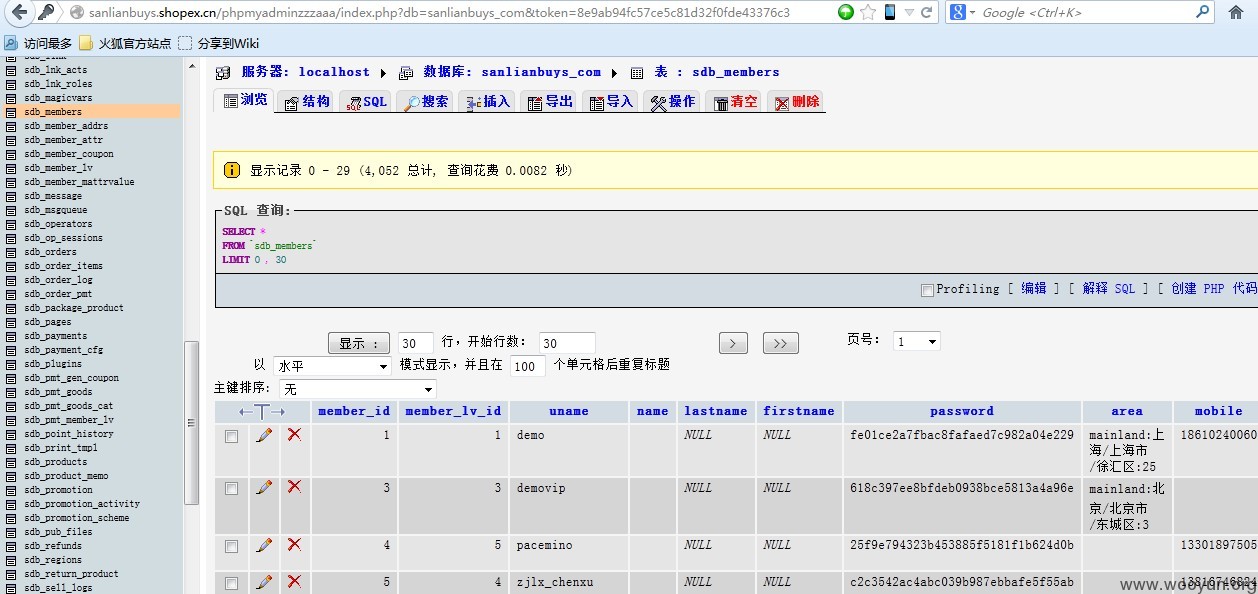 sanlianbuys.shopex.cn/phpmyadminzzzaaa/index.php?db=sanlianbuys_com&token=8e9ab94fc57ce5c81d32f0fde43376c3
Google <Ctrl+K>
访问最多 火狐官方站点 分享到Wiki
sdb_link
sdb_lnk_acts
sdb_lnk_roles
sdb_magicvars
sdb_members
sdb_member_addrs
sdb_member_attr
sdb_member_coupon
sdb_member_lv
sdb_member_mattrvalue
sdb_message
sdb_msgqueue
sdb_operators
sdb_op_sessions
sdb_orders
sdb_order_items
sdb_order_log
sdb_order_pmt
sdb_package_product
sdb_pages
sdb_payments
sdb_payment_cfg
sdb_plugins
sdb_pmt_gen_coupon
sdb_pmt_goods
sdb_pmt_goods_cat
sdb_pmt_member_lv
sdb_point_history
sdb_print_tmpl
sdb_products
sdb_product_memo
sdb_promotion
sdb_promotion_activity
sdb_promotion_scheme
sdb_pub_files
sdb_refunds
sdb_regions
sdb_return_product
sdb_sell_logs
服务器: localhost 数据库: sanlianbuys_com 表 : sdb_members
浏览 结构 SQL 搜索 插入 导出 导入 操作 清空 删除
显示记录 0 - 29 (4,052 总计, 查询花费 0.0082 秒)
SQL 查询:
SELECT *
FROM `sdb_members`
LIMIT 0 , 30
Profiling [ 编辑 ] [ 解释 SQL ] [ 创建 PHP 代码
显示 : 30 行，开始行数: 30 > >> 页号: 1
以 水平 模式显示，并且在 100 个单元格后重复标题
主键排序: 无
←T→ member_id member_lv_id uname name lastname firstname password area mobile
1 1 demo NULL NULL fe01ce2a7fbac8fafaed7c982a04e229 mainland:上海/上海市/徐汇区:25 18610240060
3 3 demovip NULL NULL 618c397ee8bfdeb0938bce5813a4a96e mainland:北京/北京市/东城区:3
4 5 pacemino NULL NULL 25f9e794323b453885f5181f1b624d0b 13301897505
5 4 zjlx_chenxu NULL NULL c2c3542ac4abc039b987ebbafe5f55ab
www.wooyun.org